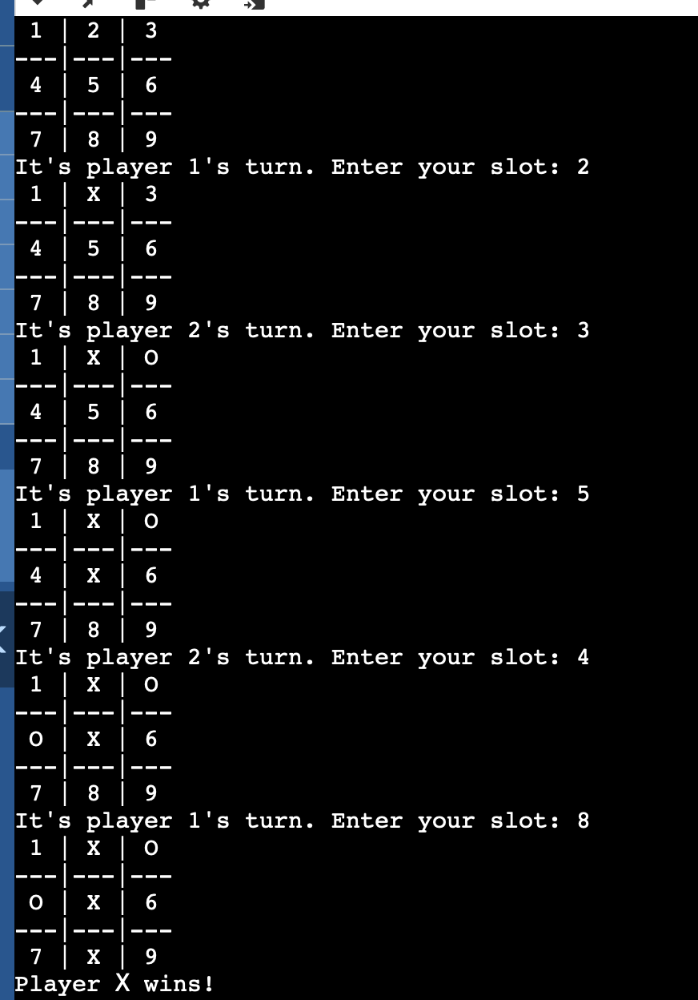 1 | 2 | 3
---|---|---
4 | 5 | 6
---|---|---
7 | 8 | 9
It's player 1's turn. Enter your slot: 2
1 | X | 3
---|---|---
4 | 5 | 6
---|---|---
7 | 8 | 9
It's player 2's turn. Enter your slot: 3
1 | X | O
---|---|---
4 | 5 | 6
---|---|---
7 | 8 | 9
It's player 1's turn. Enter your slot: 5
1 | X | O
---|---|---
4 | X | 6
---|---|---
7 | 8 | 9
It's player 2's turn. Enter your slot: 4
1 | X | O
---|---|---
O | X | 6
---|---|---
7 | 8 | 9
It's player 1's turn. Enter your slot: 8
1 | X | O
---|---|---
O | X | 6
---|---|---
7 | X | 9
Player X wins!